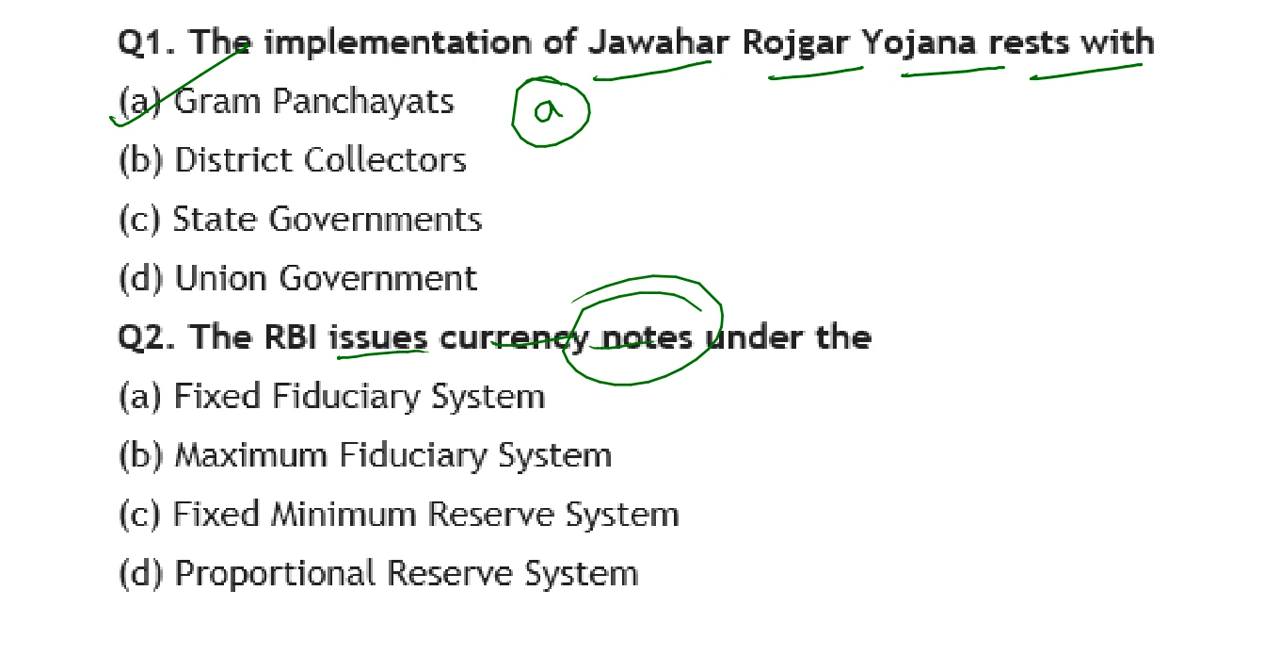 Q1. The implementation of Jawahar Rojgar Yojana rests with
(a) Gram Panchayats a
(b) District Collectors
(c) State Governments
(d) Union Government
Q2. The RBI issues currency notes under the
(a) Fixed Fiduciary System
(b) Maximum Fiduciary System
(c) Fixed Minimum Reserve System
(d) Proportional Reserve System